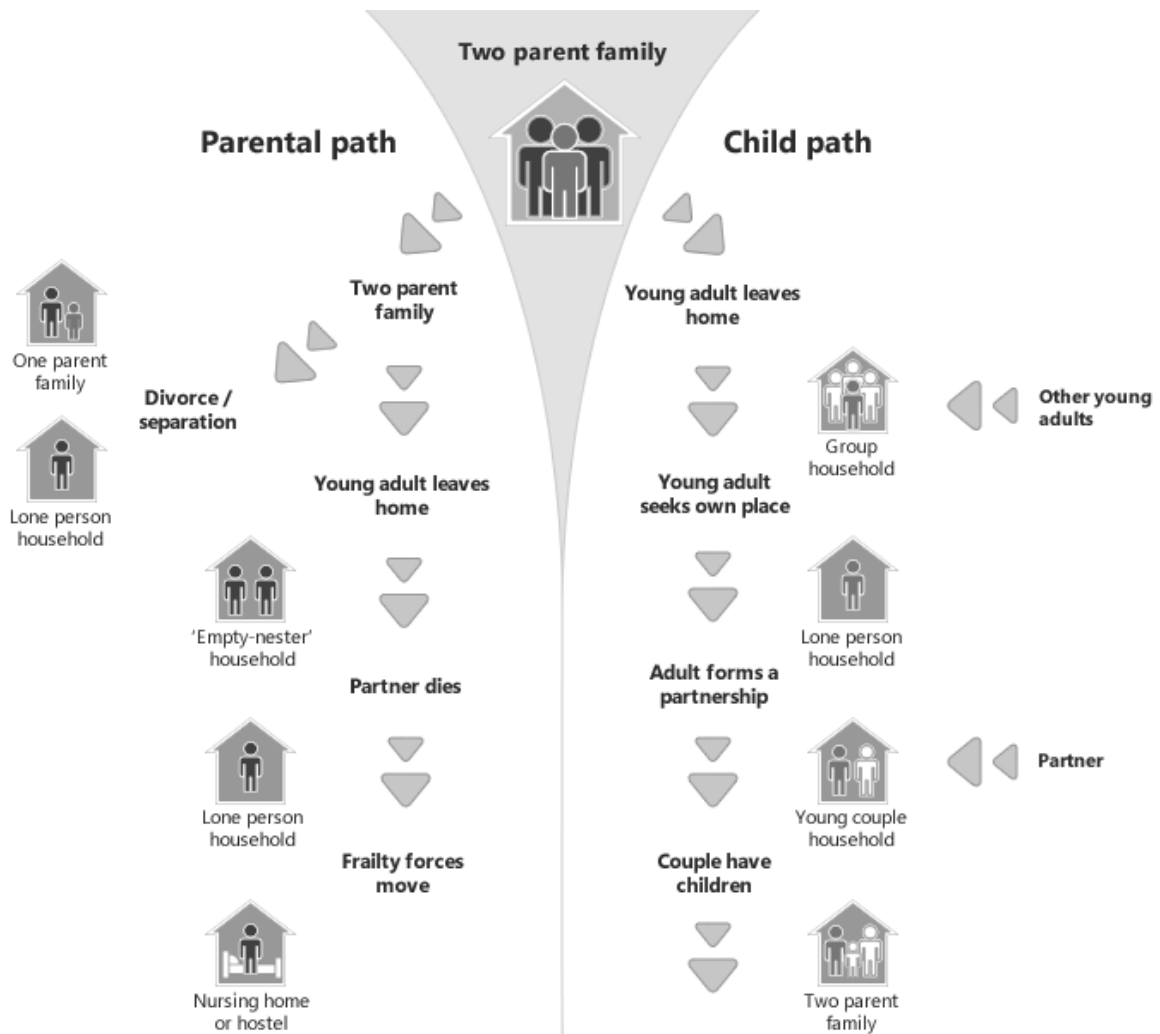 Two parent family
Parental path
Child path
Two parent
family
Young adult leaves
home
One parent
family
Divorce /
separation
Lone person
household
Group
household
Other young
adults
Young adult leaves
home
Young adult
seeks own place
'Empty-nester'
household
Lone person
household
Partner dies
Adult forms a
partnership
Lone person
household
Young couple
household
Partner
Frailty forces
move
Couple have
children
Nursing home
or hostel
Two parent
family